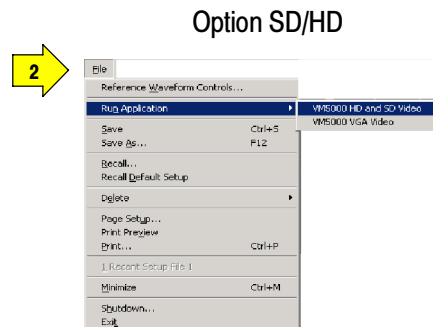 Option SD/HD
2
File
Reference Waveform Controls...
Run Application
VM5000 HD and SD Video
VM5000 VGA Video
Save Ctrl+S
Save As... F12
Recall...
Recall Default Setup
Delete
Page Setup...
Print Preview
Print... Ctrl+P
1 Recent Setup File 1
Minimize Ctrl+M
Shutdown...
Exit